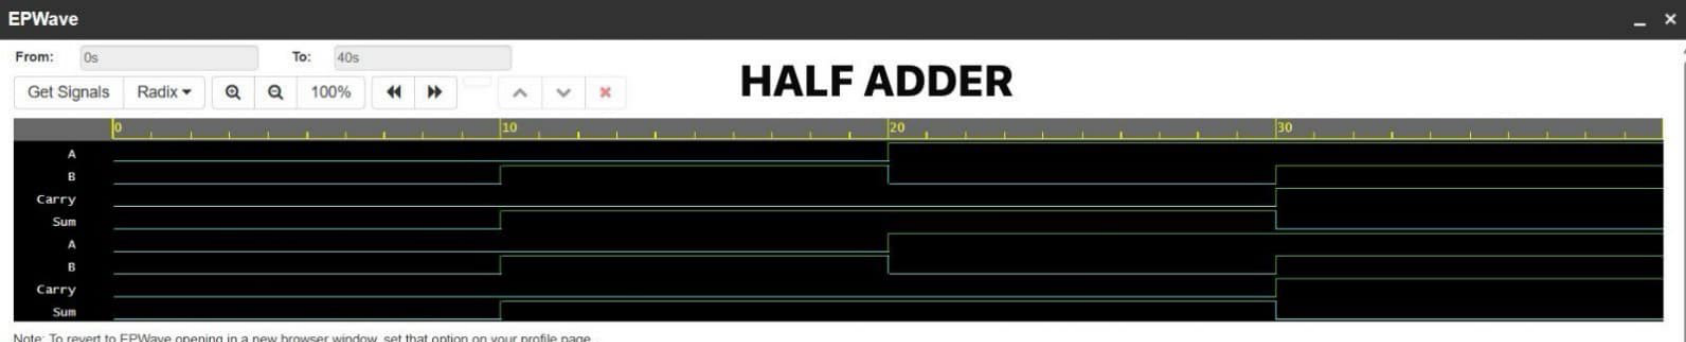 EPWave
From: 0s To: 40s
HALF ADDER
Get Signals Radix 100%
0 10 20 30
A
B
Carry
Sum
A
B
Carry
Sum
Note: To revert to EPWave opening in a new browser window, set that option on your profile page.